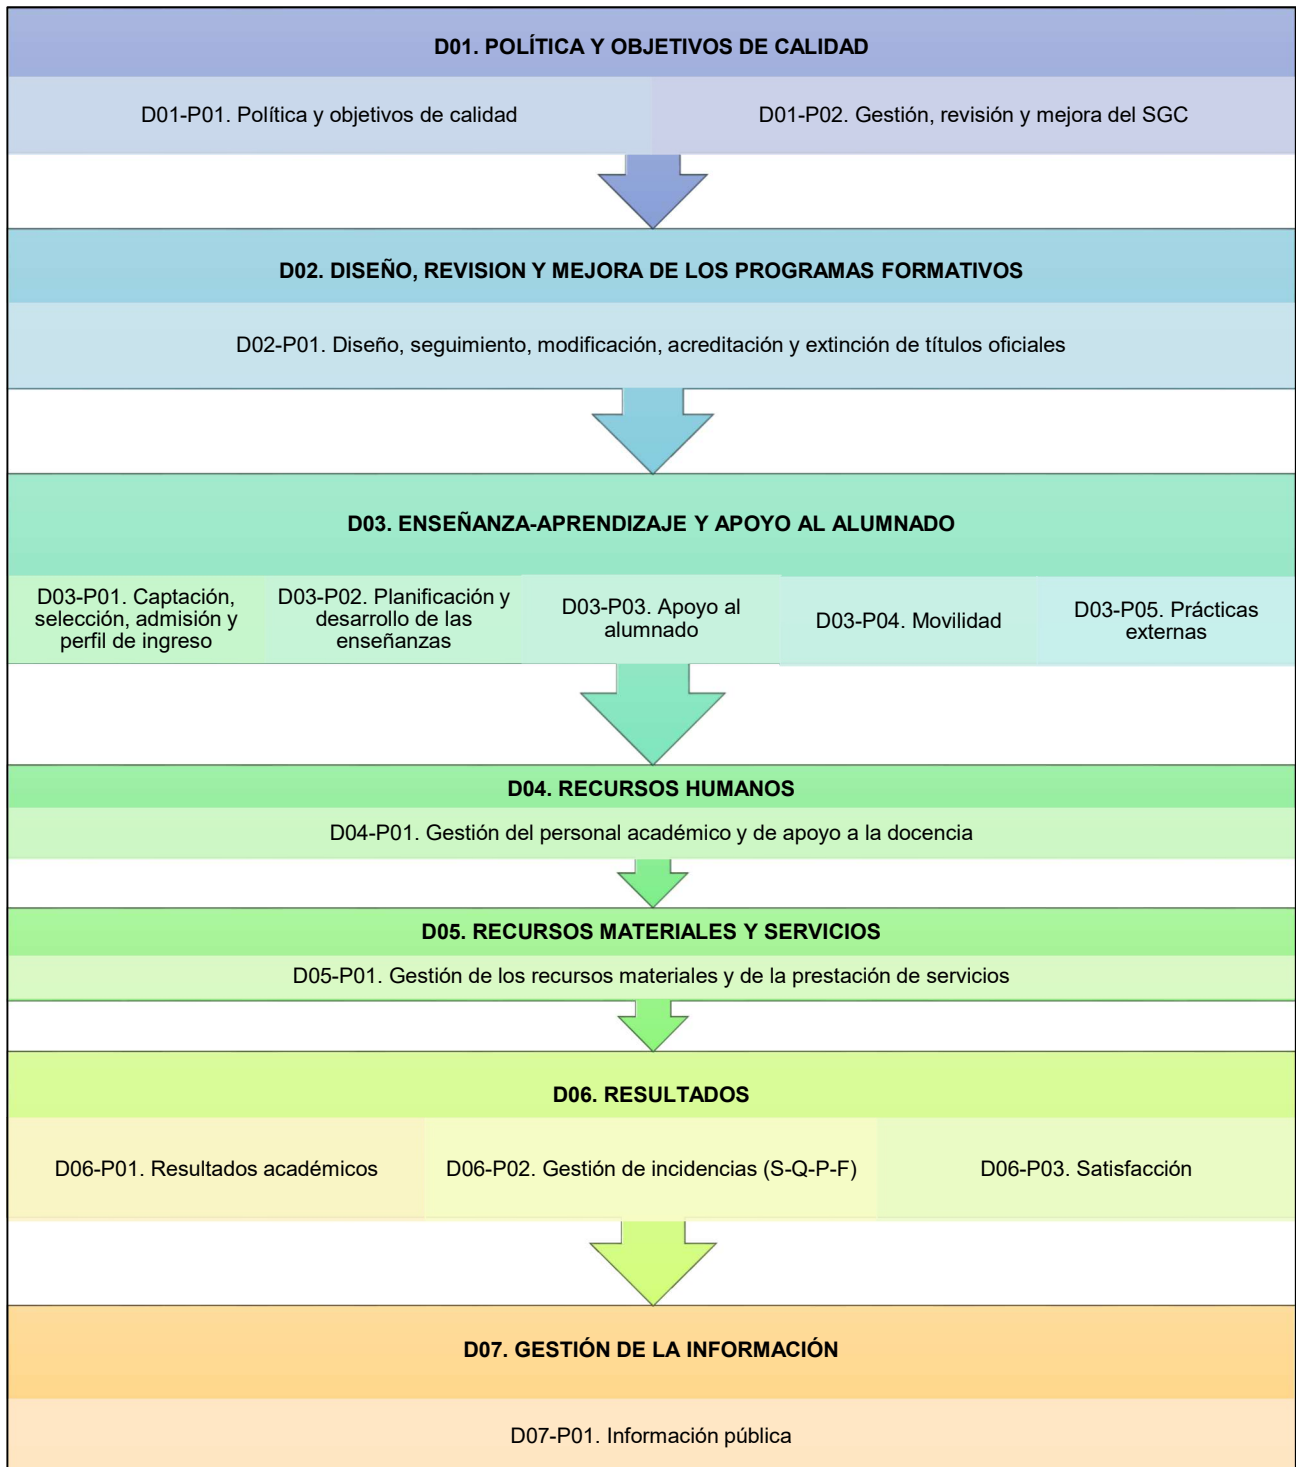 D01. POLÍTICA Y OBJETIVOS DE CALIDAD
D01-P01. Política y objetivos de calidad
D01-P02. Gestión, revisión y mejora del SGC
D02. DISEÑO, REVISION Y MEJORA DE LOS PROGRAMAS FORMATIVOS
D02-P01. Diseño, seguimiento, modificación, acreditación y extinción de títulos oficiales
D03. ENSEÑANZA-APRENDIZAJE Y APOYO AL ALUMNADO
D03-P01. Captación,
selección, admisión y
perfil de ingreso
D03-P02. Planificación y
desarrollo de las
enseñanzas
D03-P03. Apoyo al
alumnado
D03-P04. Movilidad
D03-P05. Prácticas
externas
D04. RECURSOS HUMANOS
D04-P01. Gestión del personal académico y de apoyo a la docencia
D05. RECURSOS MATERIALES Y SERVICIOS
D05-P01. Gestión de los recursos materiales y de la prestación de servicios
D06. RESULTADOS
D06-P01. Resultados académicos
D06-P02. Gestión de incidencias (S-Q-P-F)
D06-P03. Satisfacción
D07. GESTIÓN DE LA INFORMACIÓN
D07-P01. Información pública